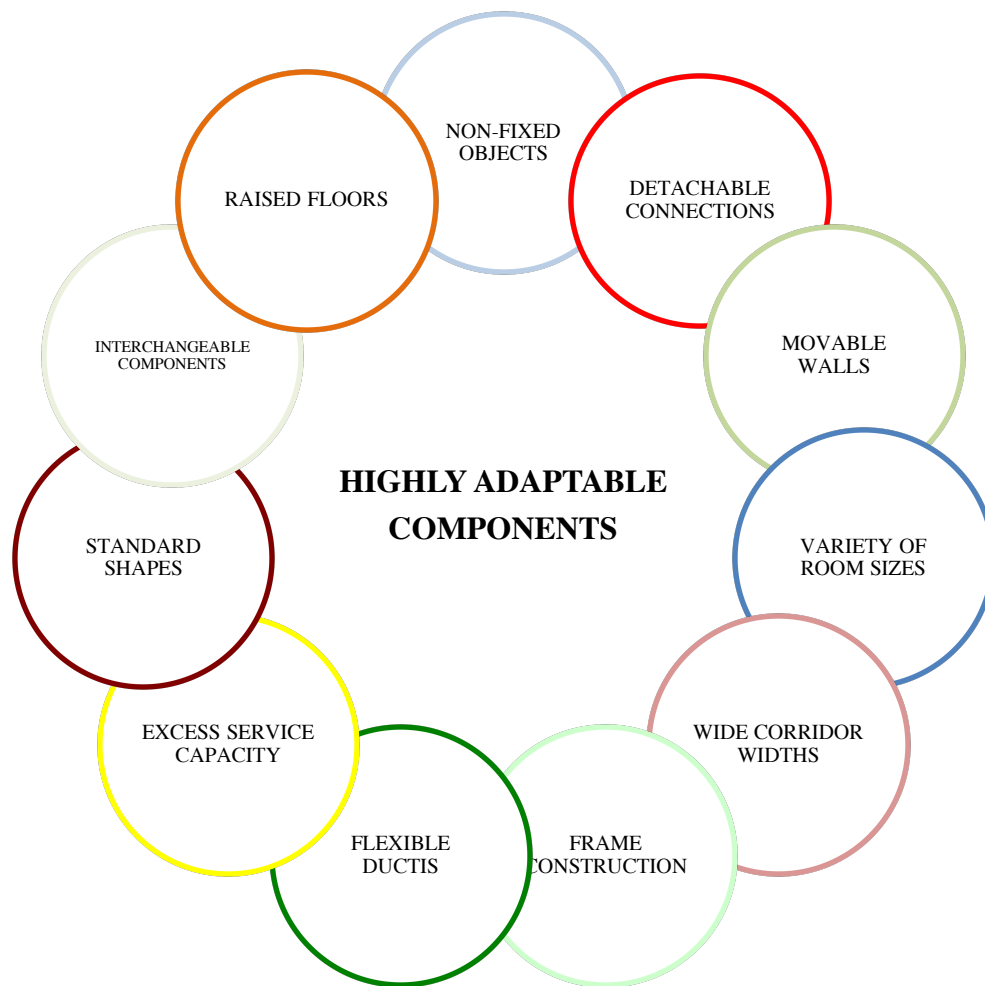 NON-FIXED
OBJECTS
DETACHABLE
CONNECTIONS
MOVABLE
WALLS
VARIETY OF
ROOM SIZES
WIDE CORRIDOR
WIDTHS
FRAME
CONSTRUCTION
FLEXIBLE
DUCTIS
EXCESS SERVICE
CAPACITY
STANDARD
SHAPES
INTERCHANGEABLE
COMPONENTS
RAISED FLOORS
HIGHLY ADAPTABLE
COMPONENTS